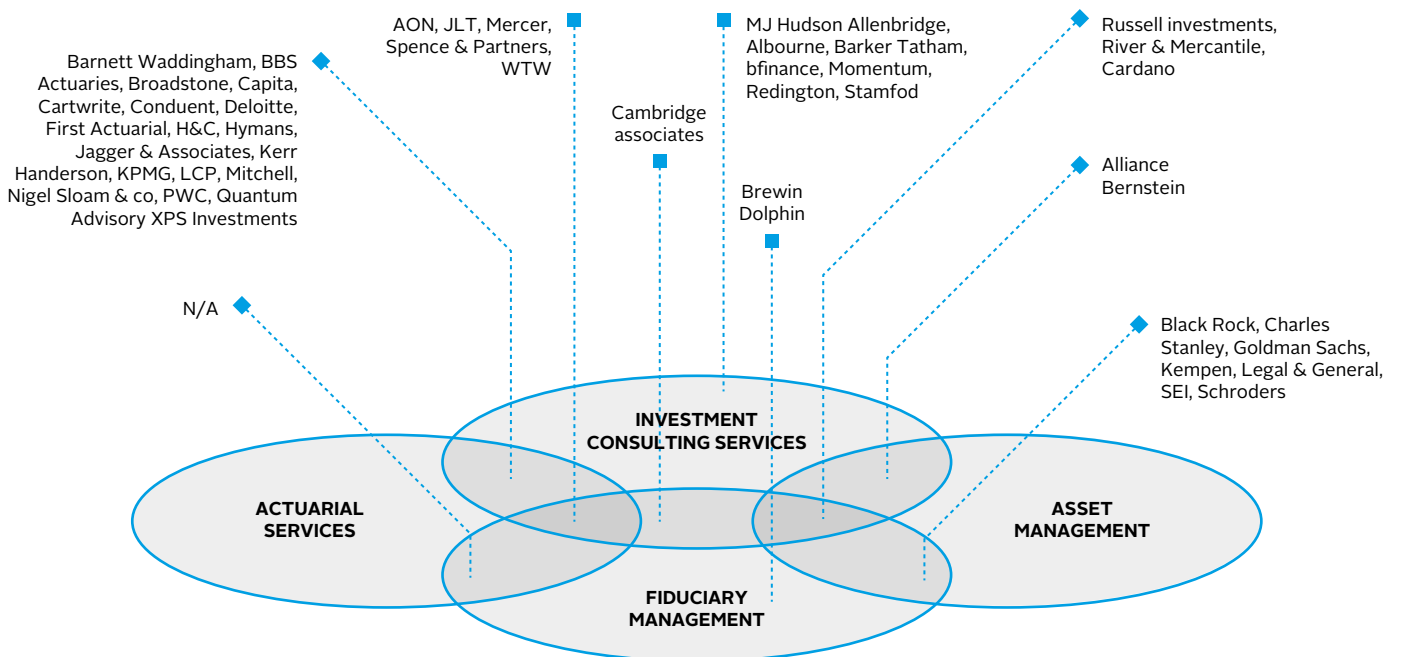 AON, JLT, Mercer,
Spence & Partners,
WTW
MJ Hudson Allenbridge,
Albourne, Barker Tatham,
bfinance, Momentum,
Redington, Stamfod
Russell investments,
River & Mercantile,
Cardano
Barnett Waddingham, BBS
Actuaries, Broadstone, Capita,
Cartwrite, Conduent, Deloitte,
First Actuarial, H&C, Hymans,
Jagger & Associates, Kerr
Handerson, KPMG, LCP, Mitchell,
Nigel Sloam & co, PWC, Quantum
Advisory XPS Investments
Cambridge
associates
Alliance
Bernstein
Brewin
Dolphin
N/A
Black Rock, Charles
Stanley, Goldman Sachs,
Kempen, Legal & General,
SEI, Schroders
INVESTMENT
CONSULTING SERVICES
ACTUARIAL
SERVICES
ASSET
MANAGEMENT
FIDUCIARY
MANAGEMENT